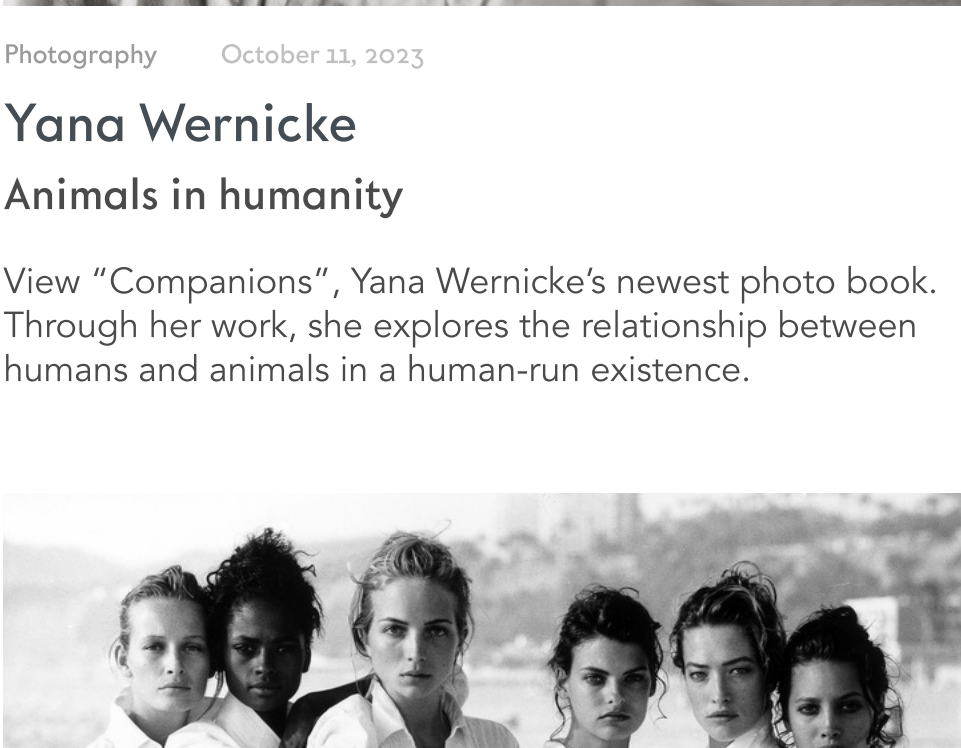 Photography October 11, 2023
Yana Wernicke
Animals in humanity
View “Companions”, Yana Wernicke’s newest photo book.
Through her work, she explores the relationship between
humans and animals in a human-run existence.